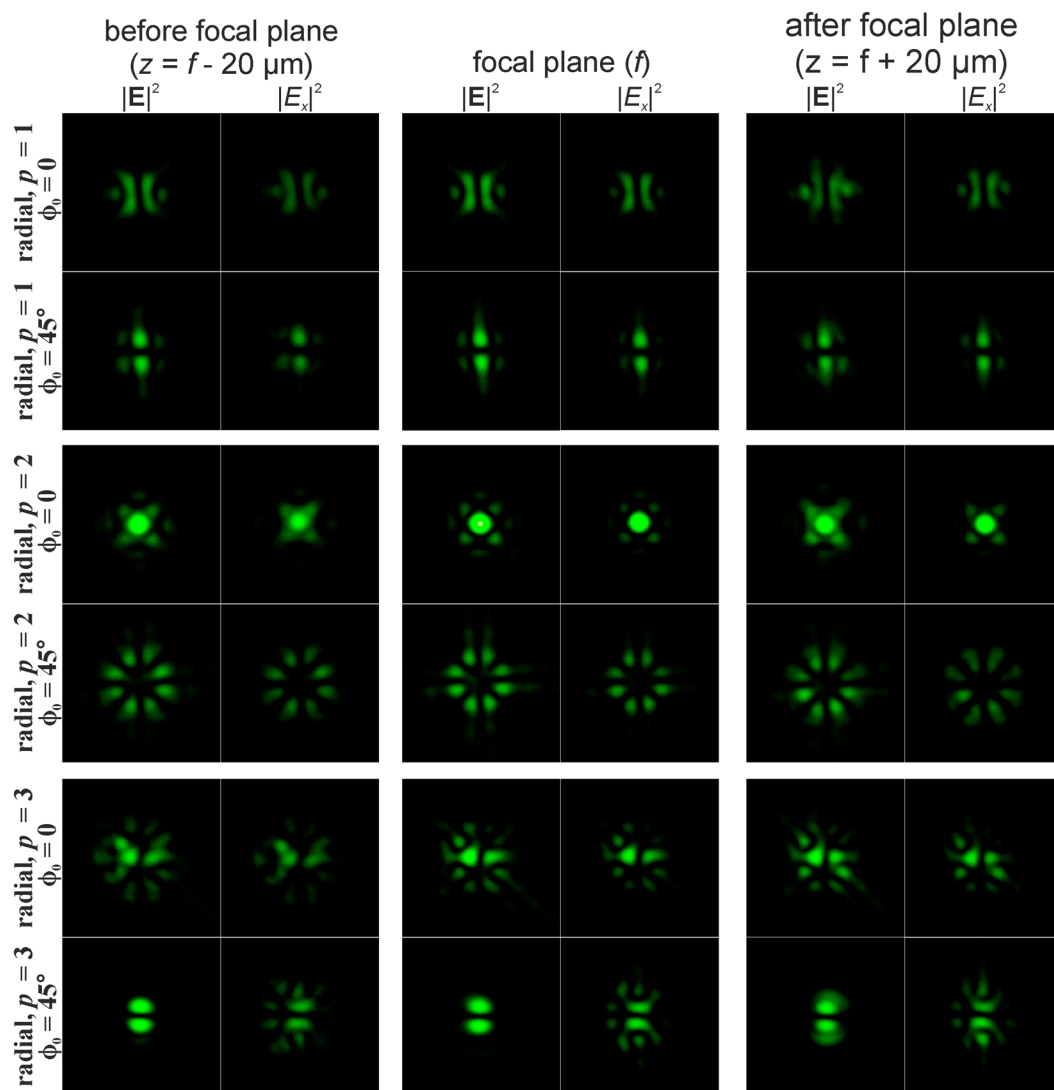 before focal plane
(z = f - 20 μm)
focal plane (f)
after focal plane
(z = f + 20 μm)
|E|² |Eₓ|² |E|² |Eₓ|² |E|² |Eₓ|²
radial, p = 1
ϕ₀ = 0
radial, p = 1
ϕ₀ = 45°
radial, p = 2
ϕ₀ = 0
radial, p = 2
ϕ₀ = 45°
radial, p = 3
ϕ₀ = 0
radial, p = 3
ϕ₀ = 45°